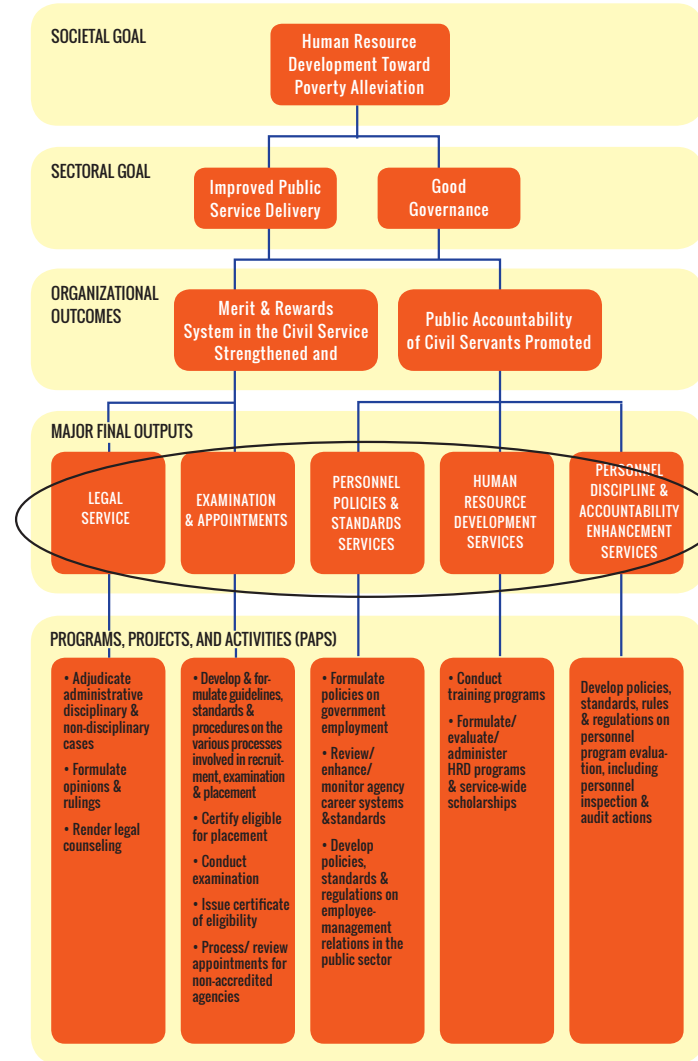 SOCIETAL GOAL
Human Resource
Development Toward
Poverty Alleviation
SECTORAL GOAL
Improved Public
Service Delivery
Good
Governance
ORGANIZATIONAL
OUTCOMES
Merit & Rewards
System in the Civil Service
Strengthened and
Public Accountability
of Civil Servants Promoted
MAJOR FINAL OUTPUTS
LEGAL
SERVICE
EXAMINATION
& APPOINTMENTS
PERSONNEL
POLICIES &
STANDARDS
SERVICES
HUMAN
RESOURCE
DEVELOPMENT
SERVICES
PERSONNEL
DISCIPLINE &
ACCOUNTABILITY
ENHANCEMENT
SERVICES
PROGRAMS, PROJECTS, AND ACTIVITIES (PAPS)
• Adjudicate
administrative
disciplinary &
non-disciplinary
cases
• Formulate
opinions &
rulings
• Render legal
counseling
• Develop & for-
mulate guidelines,
standards &
procedures on the
various processes
involved in recruit-
ment, examination
& placement
• Certify eligible
for placement
• Conduct
examination
• Issue certificate
of eligibility
• Process/ review
appointments for
non-accredited
agencies
• Formulate
policies on
government
employment
• Review/
enhance/
monitor agency
career systems
&standards
• Develop
policies,
standards &
regulations on
employee-
management
relations in the
public sector
• Conduct
training programs
• Formulate/
evaluate/
administer
HRD programs
& service-wide
scholarships
Develop policies,
standards, rules
& regulations on
personnel
program evalua-
tion, including
personnel
inspection &
audit actions